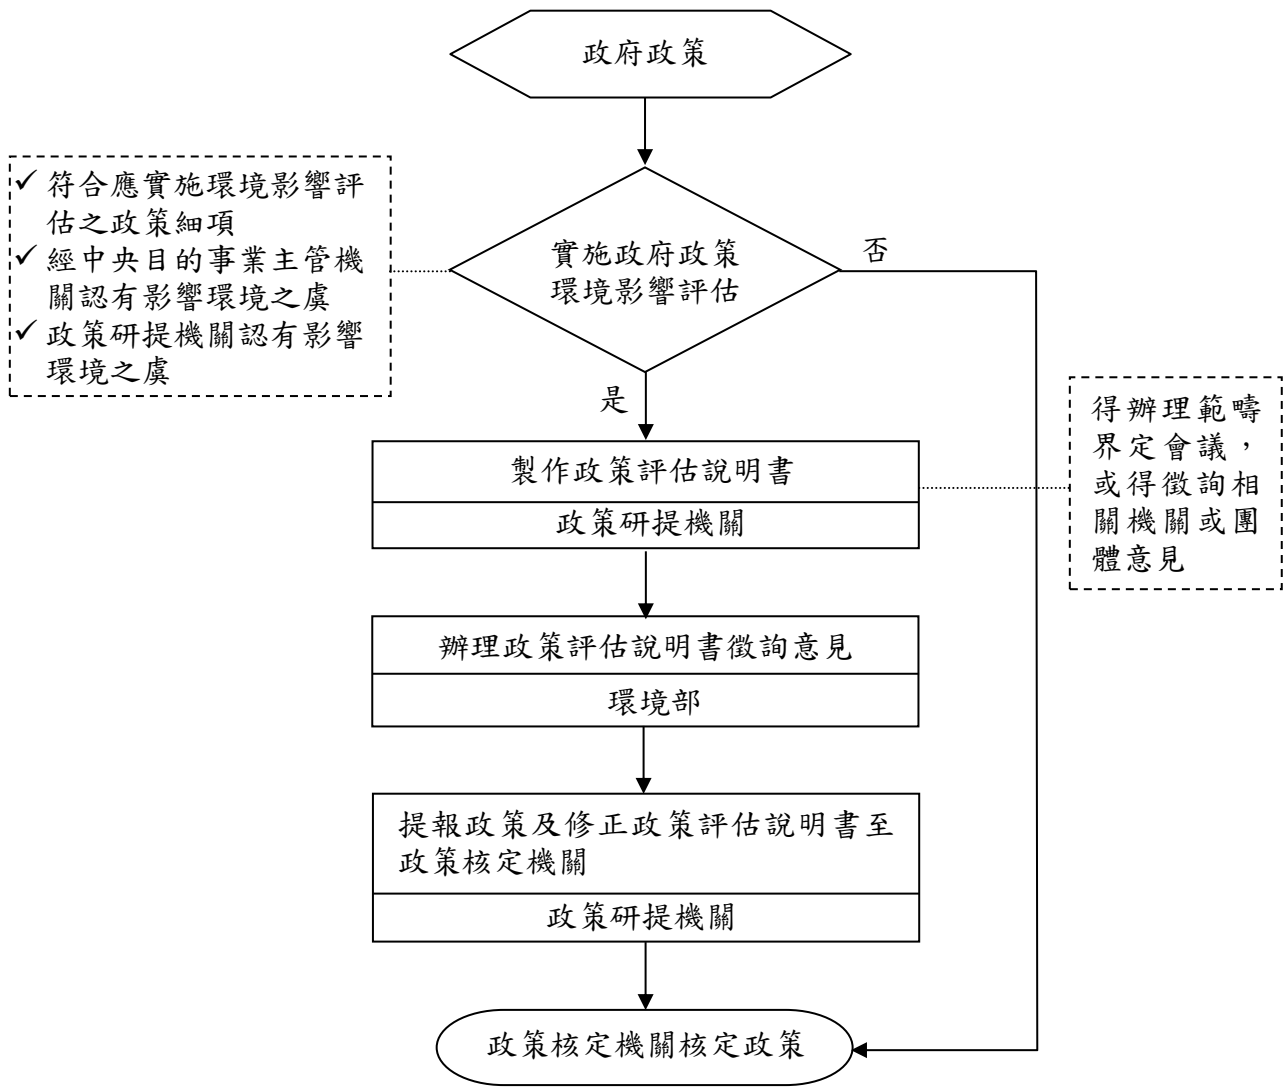 政府政策
✓ 符合應實施環境影響評
估之政策細項
✓ 經中央目的事業主管機
關認有影響環境之虞
✓ 政策研提機關認有影響
環境之虞
實施政府政策
環境影響評估
否
是
得辦理範疇
界定會議，
或得徵詢相
關機關或團
體意見
製作政策評估說明書
政策研提機關
辦理政策評估說明書徵詢意見
環境部
提報政策及修正政策評估說明書至
政策核定機關
政策研提機關
政策核定機關核定政策